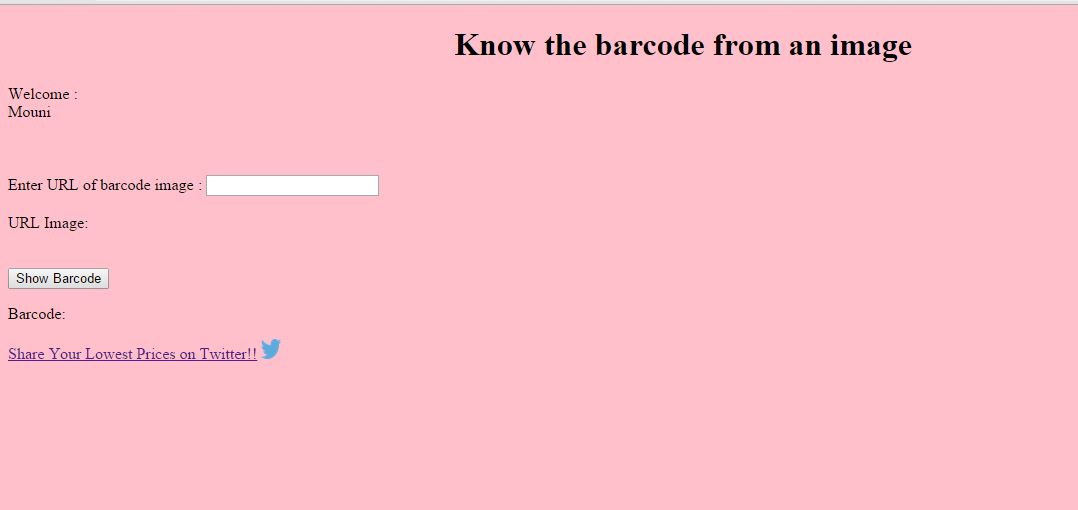 Know the barcode from an image
Welcome :
Mouni
Enter URL of barcode image :
URL Image:
Show Barcode
Barcode:
Share Your Lowest Prices on Twitter!!